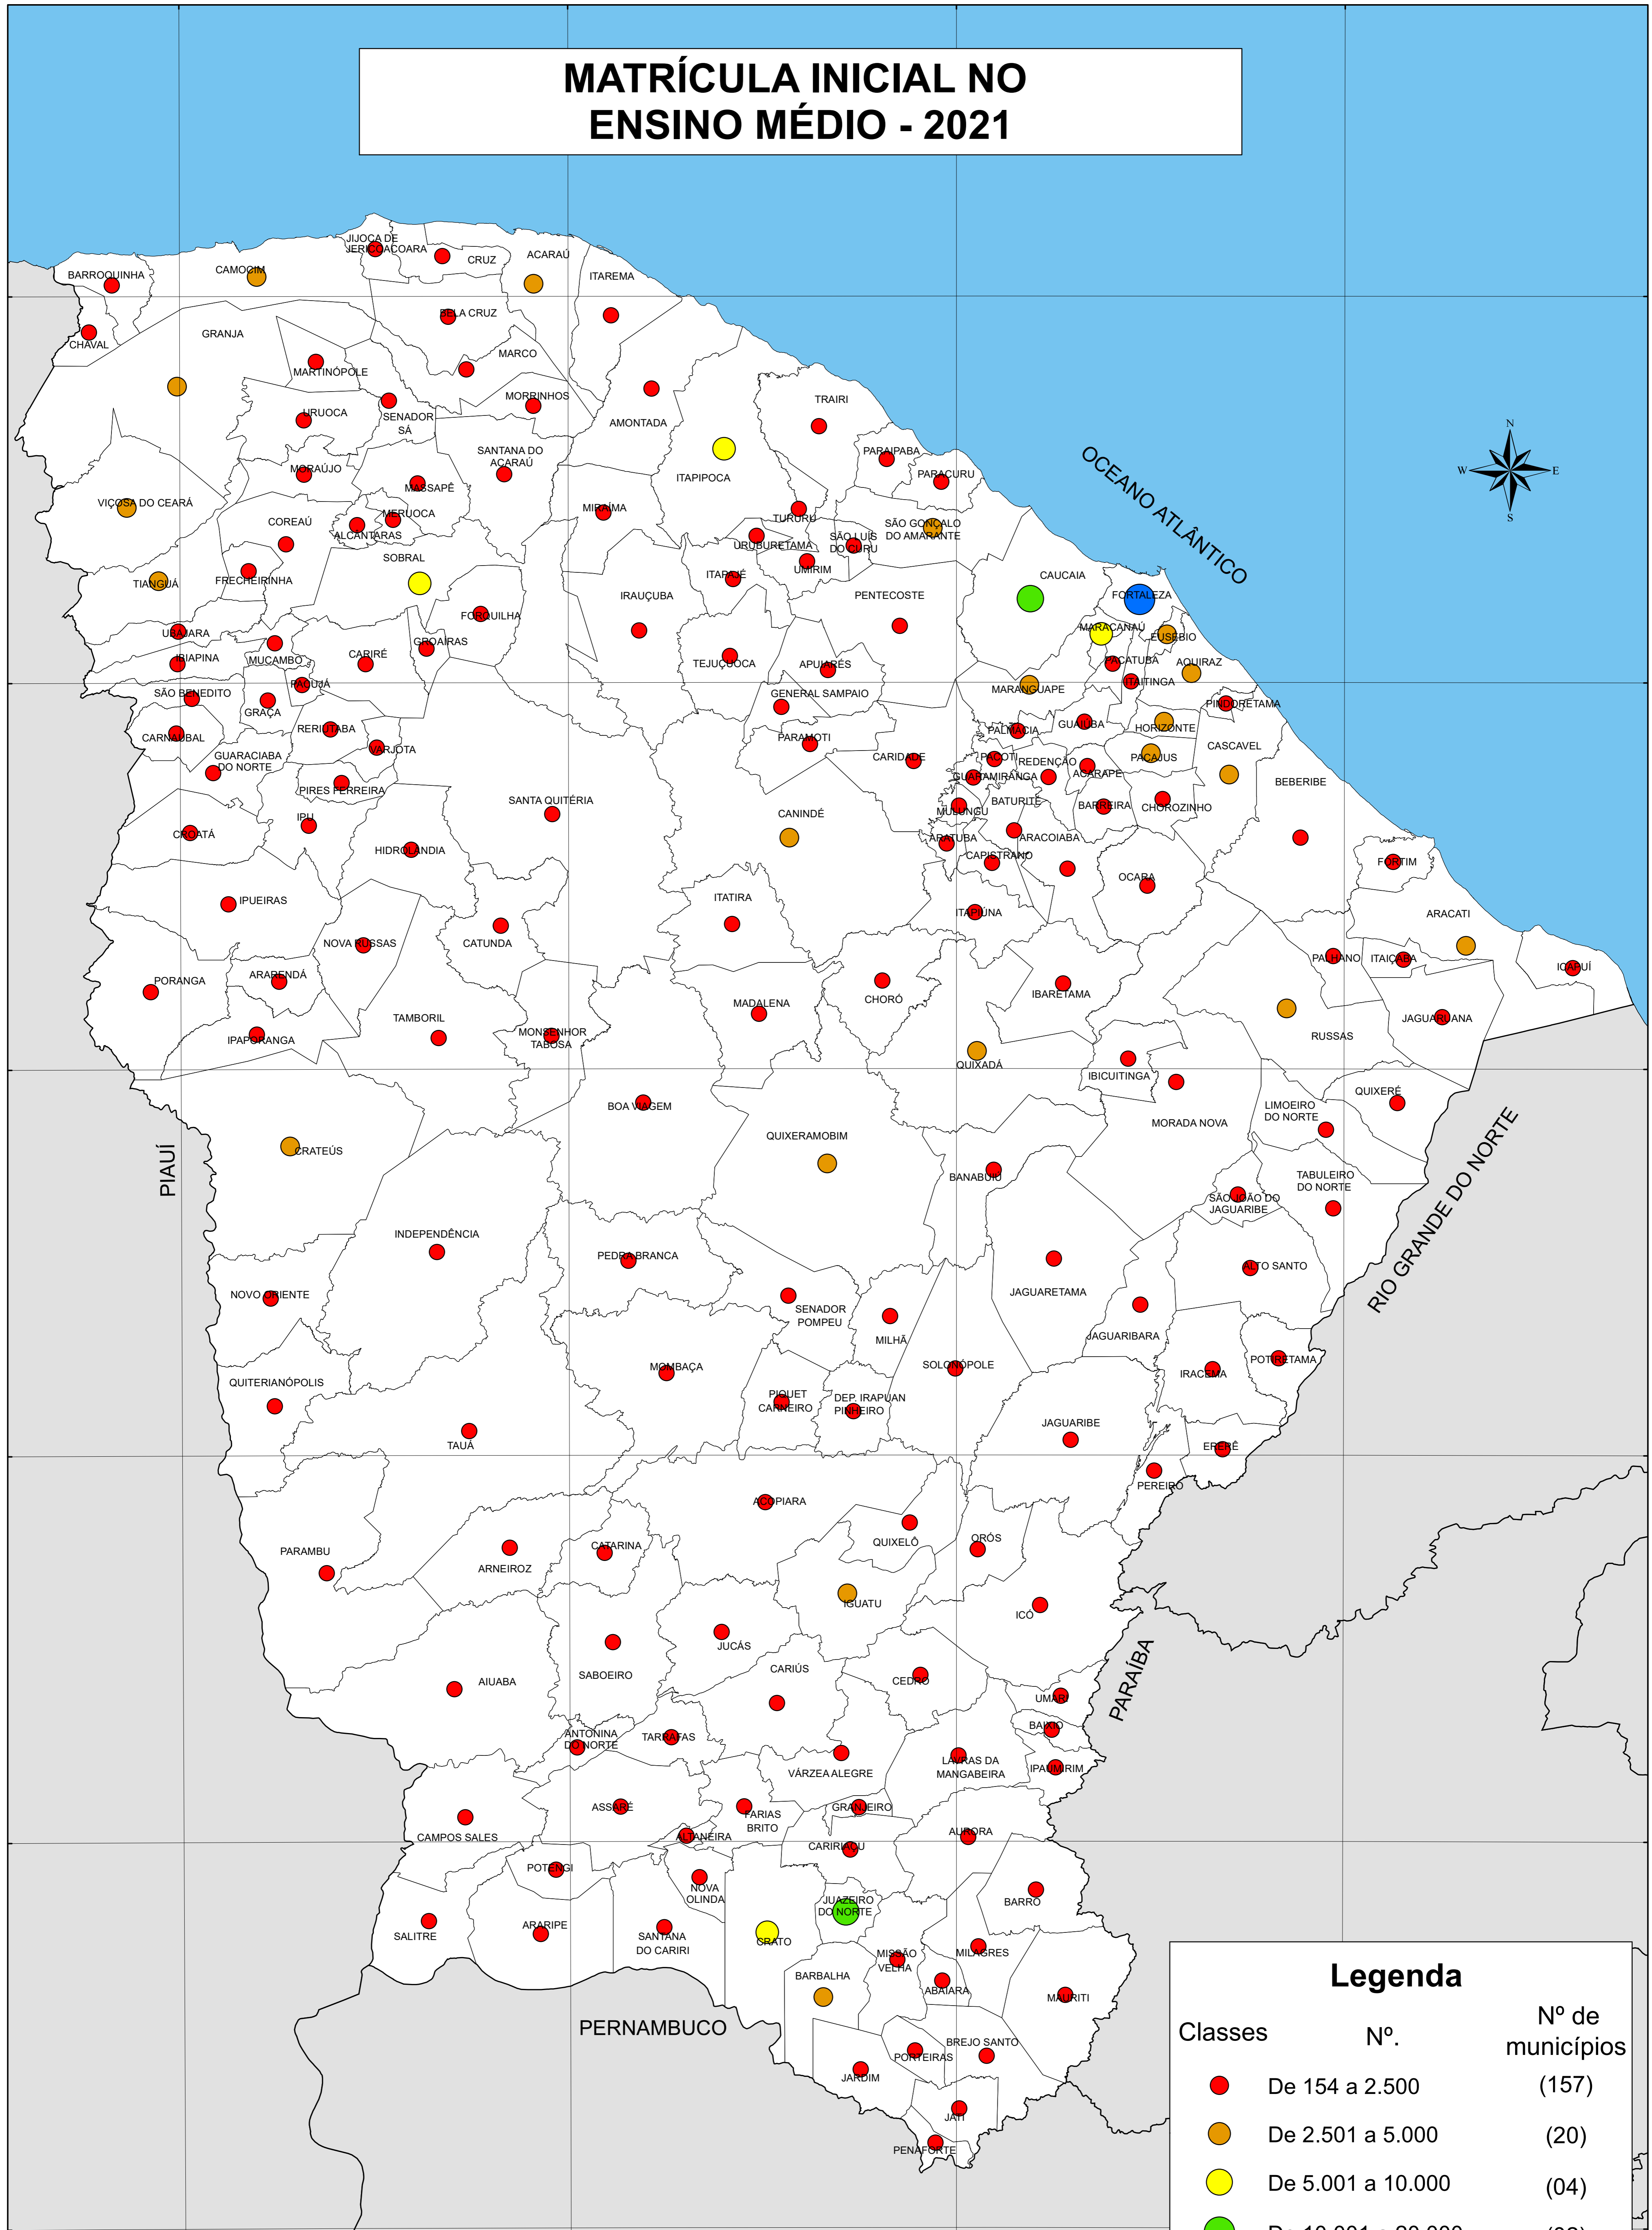 MATRÍCULA INICIAL NO
ENSINO MÉDIO - 2021
JIJOCA DE
JERICOACOARA
CRUZ
ACARAÚ
ITAREMA
BARROQUINHA
CAMOCIM
CHAVAL
GRANJA
BELA CRUZ
MARCO
MARTINÓPOLE
URUOCA
SENADOR
SÁ
MORRINHOS
AMONTADA
TRAIRI
PARAIPABA
PARACURU
OCEANO ATLÂNTICO
N
W
E
S
MORAÚJO
MASSAPÊ
SANTANA DO
ACARAÚ
ITAPIPOCA
VIÇOSA DO CEARÁ
COREAÚ
MERUOCA
ALCÂNTARAS
MIRAÍMA
TURURU
URUBURETAMA
SÃO LUÍS
DO CURU
SÃO GONÇALO
DO AMARANTE
UMIRIM
SOBRAL
TIANGUÁ
FRECHEIRINHA
ITAPAJÉ
IRAUÇUBA
PENTECOSTE
CAUCAIA
FORTALEZA
FORQUILHA
UBAJARA
MARACANAÚ
EUSÉBIO
GROAÍRAS
IBIAPINA
MUCAMBO
CARIRÉ
TEJUÇUOCA
APUIARÉS
PACATUBA
AQUIRAZ
ITAITINGA
PACUJÁ
SÃO BENEDITO
GRAÇA
GENERAL SAMPAIO
MARANGUAPE
PINDORETAMA
CARNAUBAL
RERIUTABA
PARAMOTI
PALMÁCIA
GUAIÚBA
HORIZONTE
VARJOTA
GUARACIABA
DO NORTE
CARIDADE
PACOTI
REDENÇÃO
PACAJUS
CASCAVEL
GUARAMIRANGA
ACARAPE
BEBERIBE
PIRES FERREIRA
SANTA QUITÉRIA
CANINDÉ
MULUNGU
BATURITÉ
BARREIRA
CHOROZINHO
CROATÁ
IPU
HIDROLÂNDIA
ARATUBA
ARACOIABA
CAPISTRANO
OCARA
FORTIM
IPUEIRAS
ITATIRA
ITAPIÚNA
ARACATI
NOVA RUSSAS
CATUNDA
PALHANO
ITAIÇABA
ICAPUÍ
PORANGA
ARARENDÁ
MADALENA
CHORÓ
IBARETAMA
JAGUARUANA
TAMBORIL
MONSENHOR
TABOSA
IPAPORANGA
RUSSAS
QUIXADÁ
IBICUITINGA
QUIXERÉ
BOA VIAGEM
LIMOEIRO
DO NORTE
MORADA NOVA
QUIXERAMOBIM
PIAUÍ
CRATEÚS
BANABUIÚ
TABULEIRO
DO NORTE
SÃO JOÃO DO
JAGUARIBE
RIO GRANDE DO NORTE
INDEPENDÊNCIA
PEDRA BRANCA
ALTO SANTO
NOVO ORIENTE
JAGUARETAMA
SENADOR
POMPEU
MILHÃ
JAGUARIBARA
SOLONÓPOLE
MOMBAÇA
IRACEMA
POTIRETAMA
QUITERIANÓPOLIS
PIQUET
CARNEIRO
DEP. IRAPUAN
PINHEIRO
TAUÁ
JAGUARIBE
ERERÊ
PEREIRO
ACOPIARA
QUIXELÔ
ORÓS
PARAMBU
ARNEIROZ
CATARINA
IGUATU
ICÓ
JUCÁS
SABOEIRO
CARIÚS
AIUABA
CEDRO
UMARI
PARAÍBA
BAIXIO
ANTONINA
DO NORTE
TARRAFAS
VÁRZEA ALEGRE
LAVRAS DA
MANGABEIRA
IPAUMIRIM
ASSARÉ
FARIAS
BRITO
GRANJEIRO
CAMPOS SALES
ALTANEIRA
AURORA
CARIRIAÇU
POTENGI
NOVA
OLINDA
JUAZEIRO
DO NORTE
BARRO
SALITRE
ARARIPE
SANTANA
DO CARIRI
CRATO
MISSÃO
VELHA
MILAGRES
BARBALHA
ABAIARA
MAURITI
PERNAMBUCO
PORTEIRAS
BREJO SANTO
JARDIM
JATI
PENAFORTE
Legenda
Classes Nº. Nº de
municípios
De 154 a 2.500 (157)
De 2.501 a 5.000 (20)
De 5.001 a 10.000 (04)